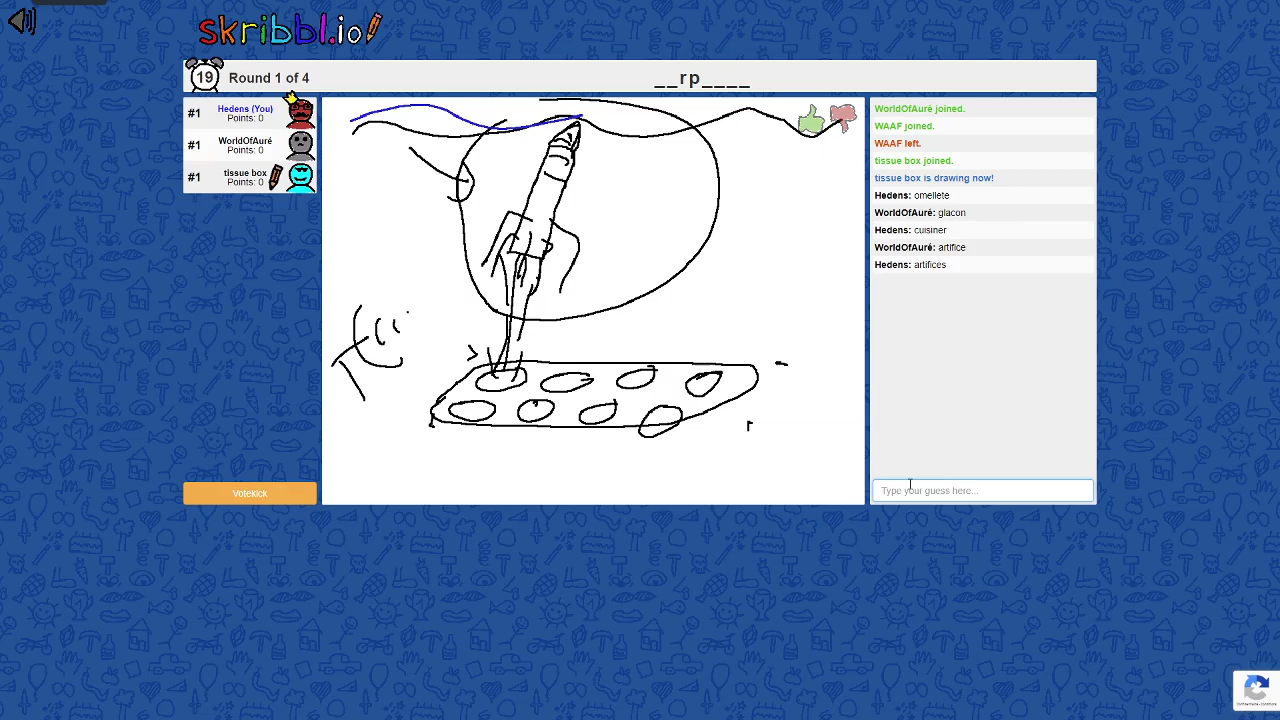 skribbl.io
19 Round 1 of 4 __rp____
#1 Hedens (You)
Points: 0
#1 WorldOfAuré
Points: 0
#1 tissue box
Points: 0
Votekick
WorldOfAuré joined.
WAAF joined.
WAAF left.
tissue box joined.
tissue box is drawing now!
Hedens: omellete
WorldOfAuré: glacon
Hedens: cuisiner
WorldOfAuré: artifice
Hedens: artifices
Type your guess here...